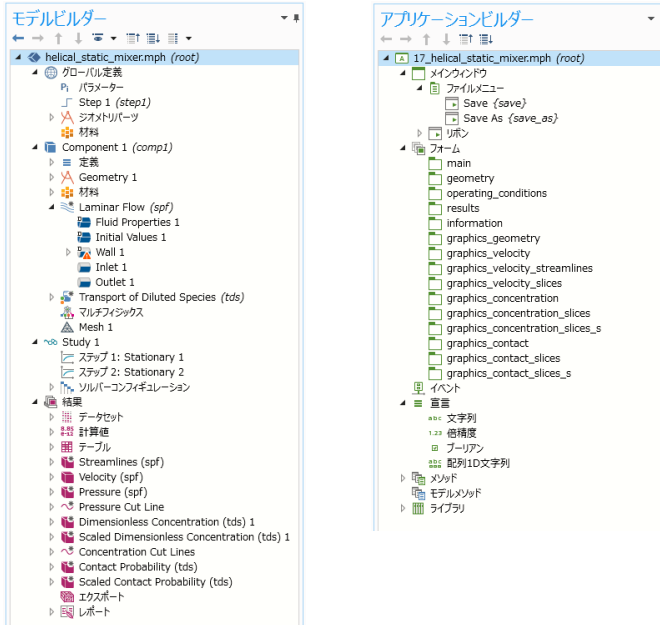 モデルビルダー
helical_static_mixer.mph (root)
グローバル定義
Pi パラメーター
Step 1 (step1)
ジオメトリパーツ
材料
Component 1 (comp1)
定義
Geometry 1
材料
Laminar Flow (spf)
Fluid Properties 1
Initial Values 1
Wall 1
Inlet 1
Outlet 1
Transport of Diluted Species (tds)
マルチフィジックス
Mesh 1
Study 1
ステップ 1: Stationary 1
ステップ 2: Stationary 2
ソルバーコンフィギュレーション
結果
データセット
8.85
e-12
計算値
テーブル
Streamlines (spf)
Velocity (spf)
Pressure (spf)
Pressure Cut Line
Dimensionless Concentration (tds) 1
Scaled Dimensionless Concentration (tds) 1
Concentration Cut Lines
Contact Probability (tds)
Scaled Contact Probability (tds)
エクスポート
レポート
アプリケーションビルダー
A 17_helical_static_mixer.mph (root)
メインウィンドウ
ファイルメニュー
Save {save}
Save As {save_as}
リボン
フォーム
main
geometry
operating_conditions
results
information
graphics_geometry
graphics_velocity
graphics_velocity_streamlines
graphics_velocity_slices
graphics_concentration
graphics_concentration_slices
graphics_concentration_slices_s
graphics_contact
graphics_contact_slices
graphics_contact_slices_s
イベント
宣言
abc 文字列
1.23 倍精度
ブーリアン
abc 配列1D文字列
メソッド
モデルメソッド
ライブラリ